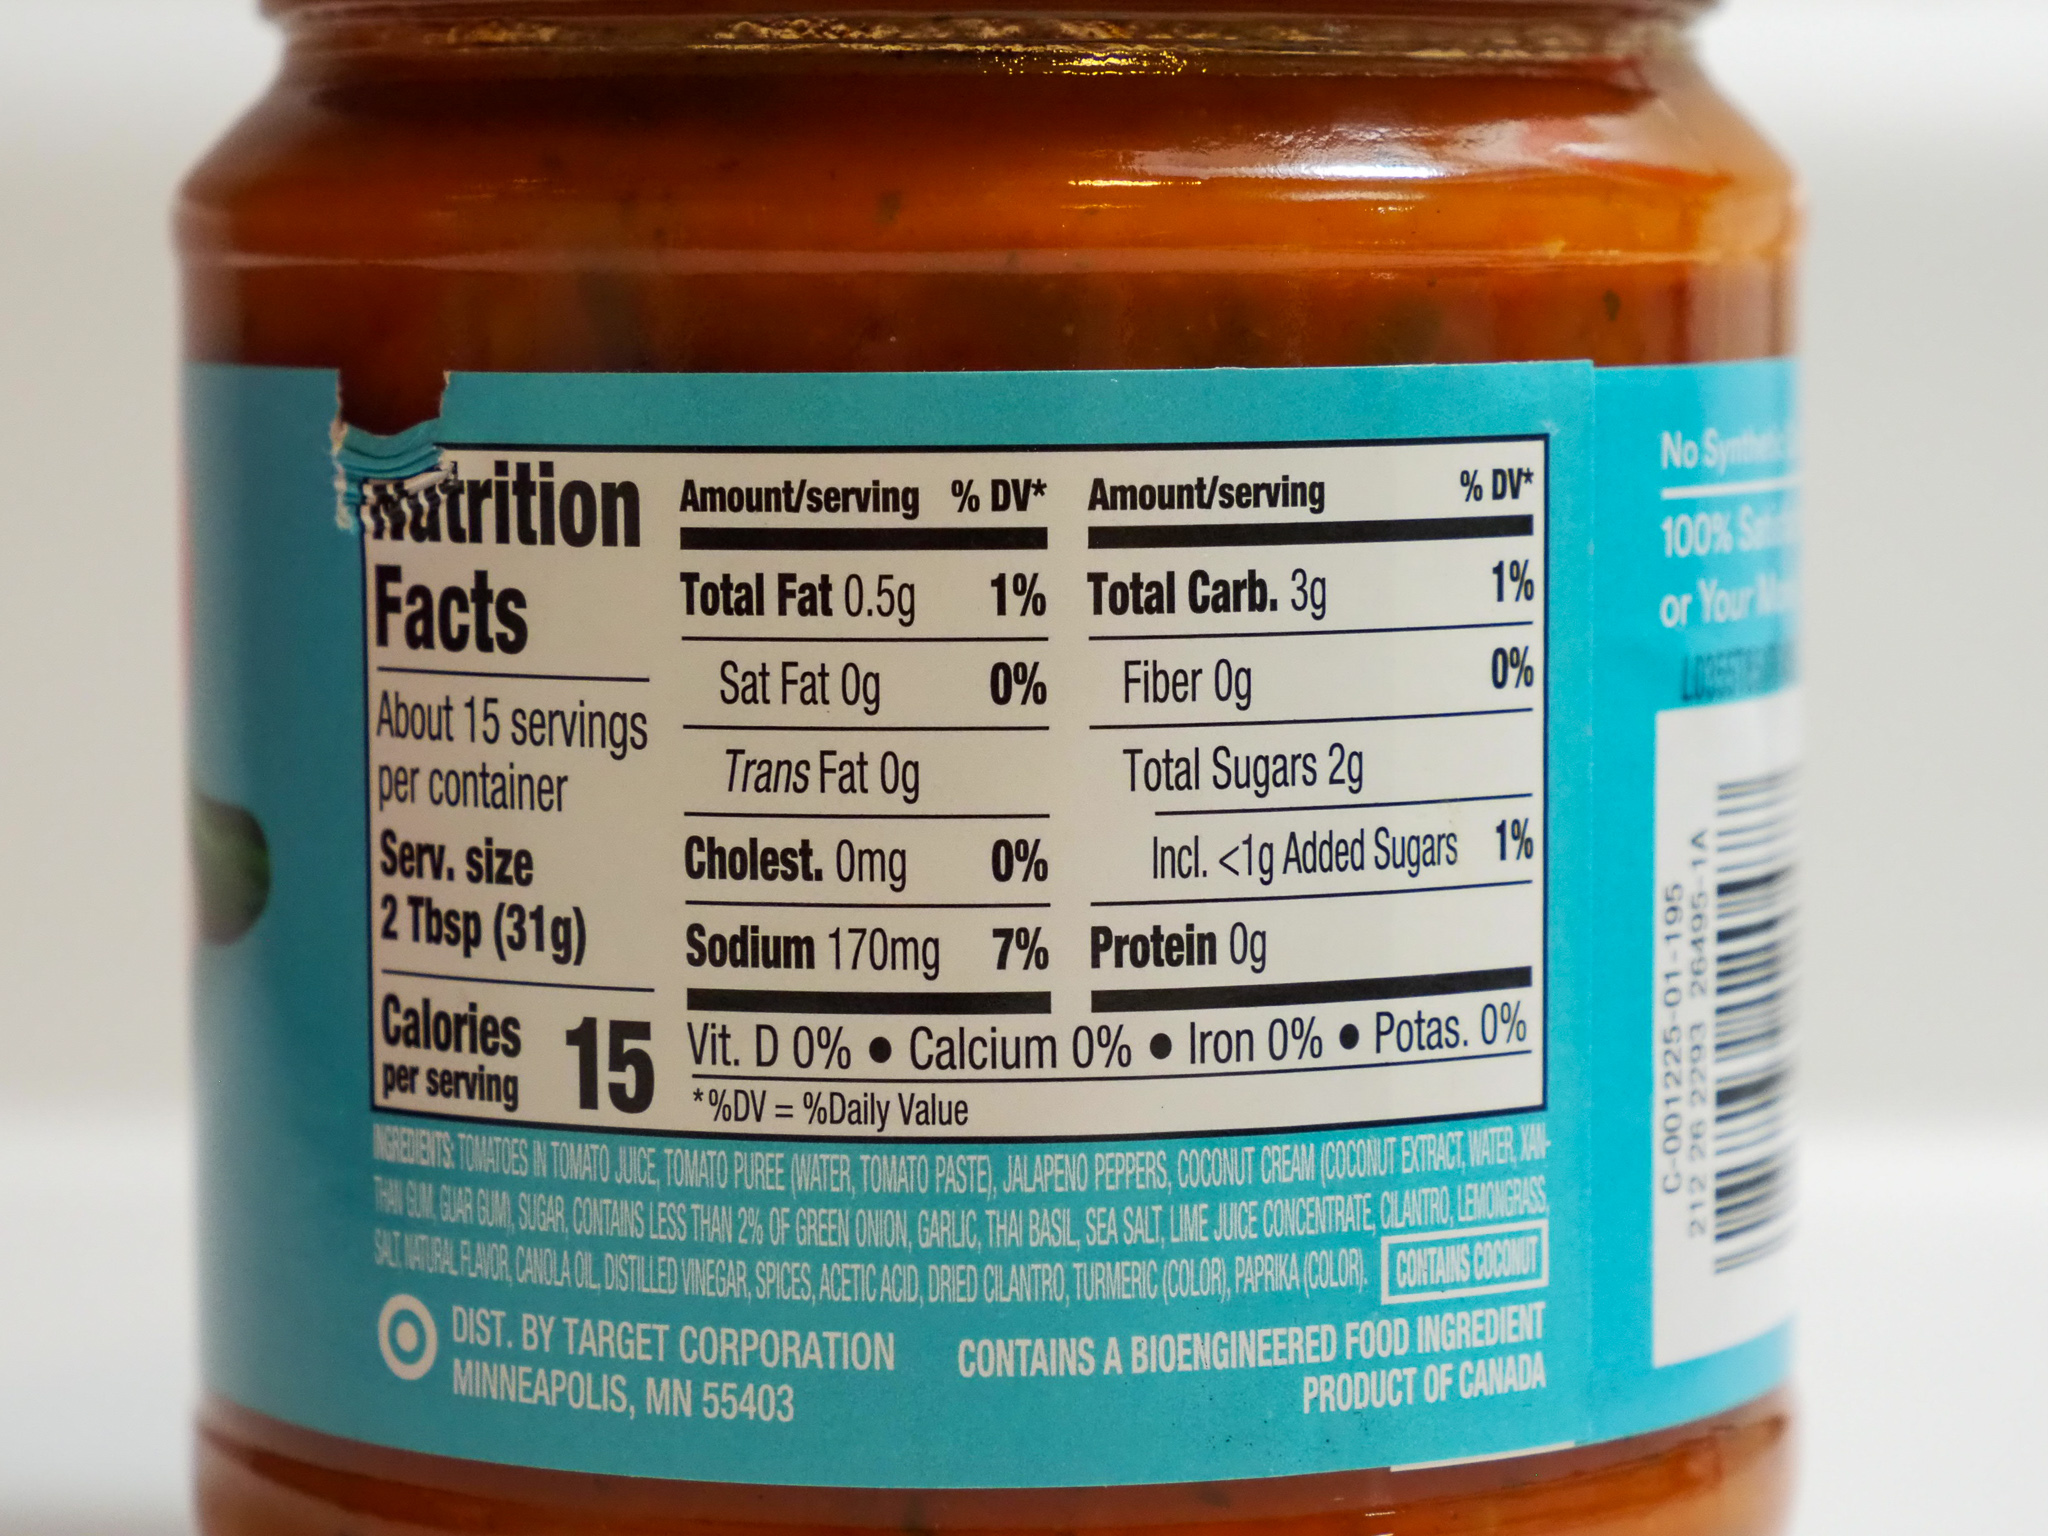 Nutrition
Facts
About 15 servings
per container
Serv. size
2 Tbsp (31g)
Calories 15
per serving
Amount/serving % DV*
Total Fat 0.5g 1%
Sat Fat 0g 0%
Trans Fat 0g
Cholest. 0mg 0%
Sodium 170mg 7%
Amount/serving % DV*
Total Carb. 3g 1%
Fiber 0g 0%
Total Sugars 2g
Incl. <1g Added Sugars 1%
Protein 0g
Vit. D 0% ● Calcium 0% ● Iron 0% ● Potas. 0%
*%DV = %Daily Value
INGREDIENTS: TOMATOES IN TOMATO JUICE, TOMATO PUREE (WATER, TOMATO PASTE), JALAPENO PEPPERS, COCONUT CREAM (COCONUT EXTRACT, WATER, XAN-
THAN GUM, GUAR GUM), SUGAR, CONTAINS LESS THAN 2% OF GREEN ONION, GARLIC, THAI BASIL, SEA SALT, LIME JUICE CONCENTRATE, CILANTRO, LEMONGRASS,
SALT, NATURAL FLAVOR, CANOLA OIL, DISTILLED VINEGAR, SPICES, ACETIC ACID, DRIED CILANTRO, TURMERIC (COLOR), PAPRIKA (COLOR).
CONTAINS COCONUT
DIST. BY TARGET CORPORATION
MINNEAPOLIS, MN 55403
CONTAINS A BIOENGINEERED FOOD INGREDIENT
PRODUCT OF CANADA
No
100%
or Your
C-001225-01-195
212 26 2293 26495-1A